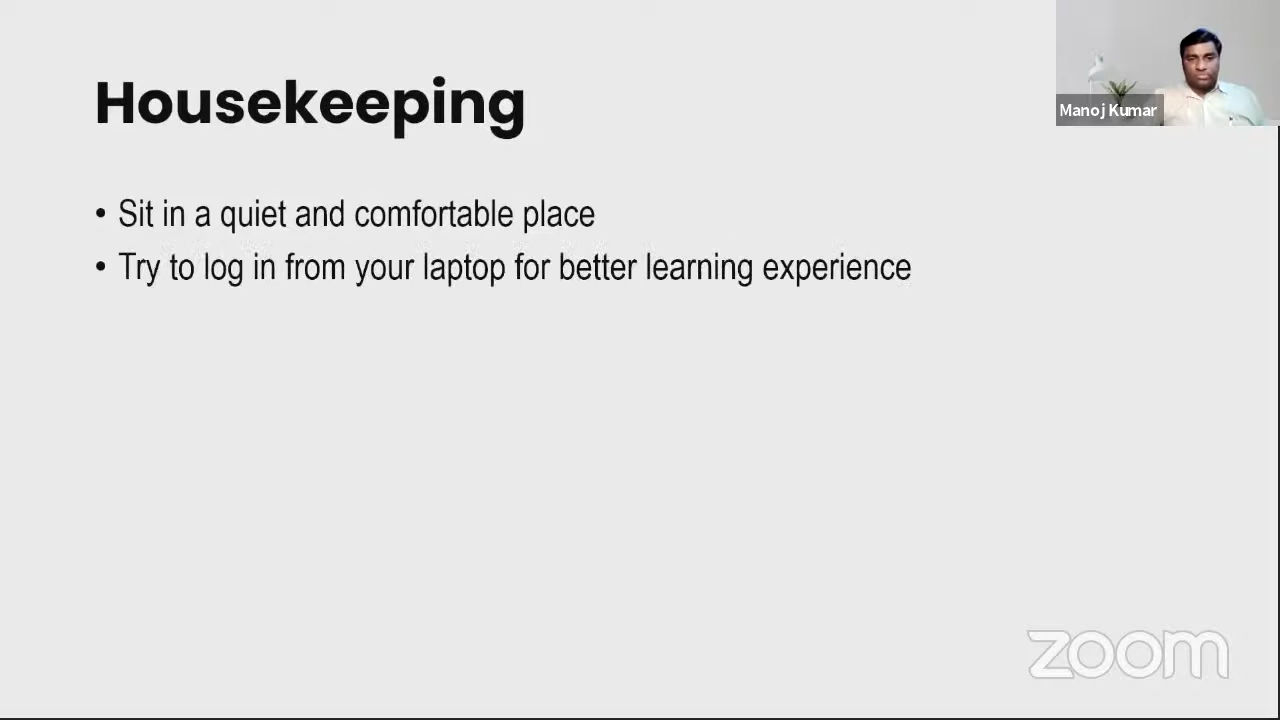 Housekeeping
Manoj Kumar
• Sit in a quiet and comfortable place
• Try to log in from your laptop for better learning experience
zoom